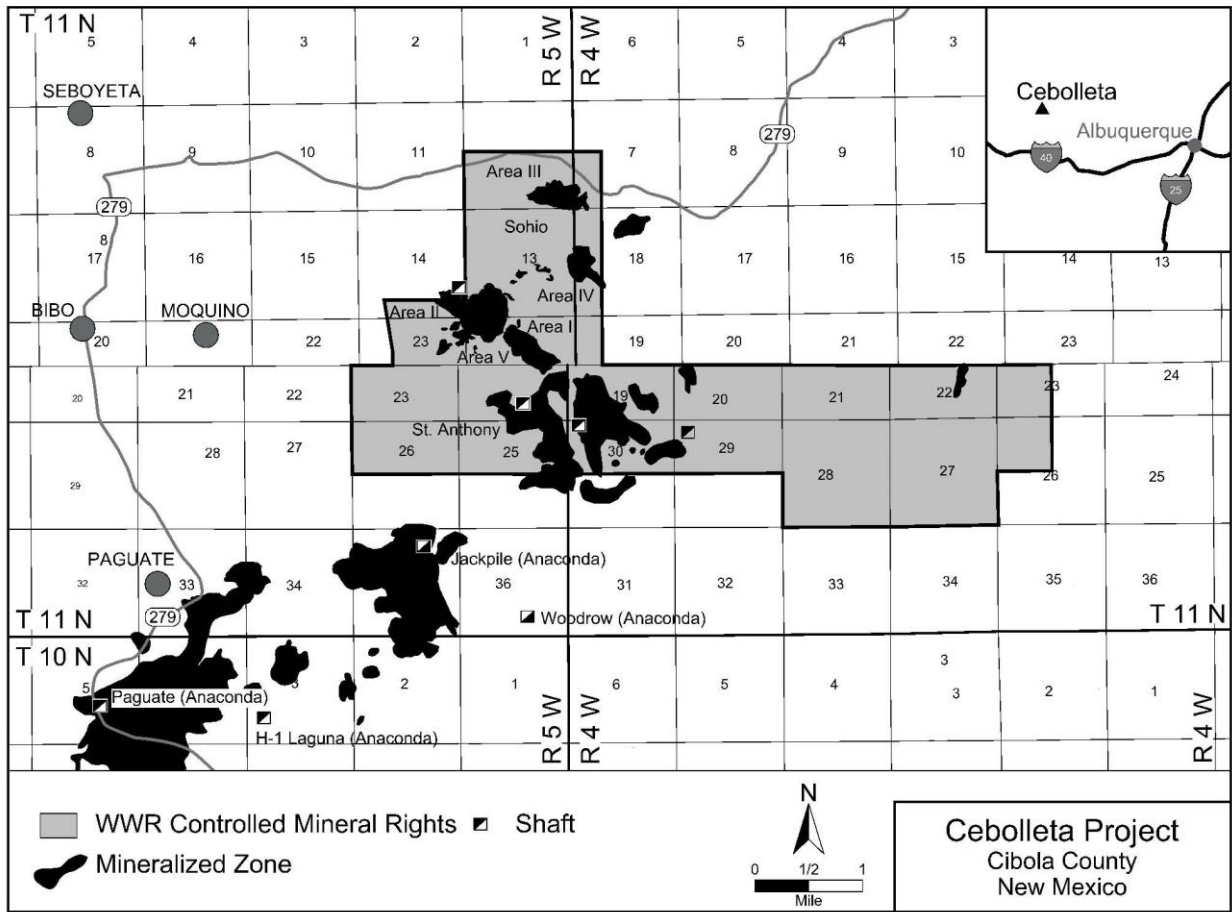 T 11 N
5
4
3
2
1
R 5 W
R 4 W
6
5
4
3
SEBOYETA
8
9
10
11
Area III
7
8
279
9
10
279
8
17
16
15
14
Sohio
13
18
17
16
15
14
13
Area IV
BIBO
MOQUINO
Area II
Area I
20
22
23
Area V
19
20
21
22
23
20
21
22
23
19
20
21
22
23
24
St. Anthony
28
27
26
25
30
29
28
27
26
25
29
PAGUATE
Jackpile (Anaconda)
32
33
34
36
31
32
33
34
35
36
279
Woodrow (Anaconda)
T 11 N
T 11 N
T 10 N
5
Paguate (Anaconda)
3
2
1
R 5 W
R 4 W
6
5
4
3
3
2
1
R 4 W
H-1 Laguna (Anaconda)
Cebolleta
Albuquerque
40
25
WWR Controlled Mineral Rights
Shaft
Mineralized Zone
N
0 1/2 1
Mile
Cebolleta Project
Cibola County
New Mexico